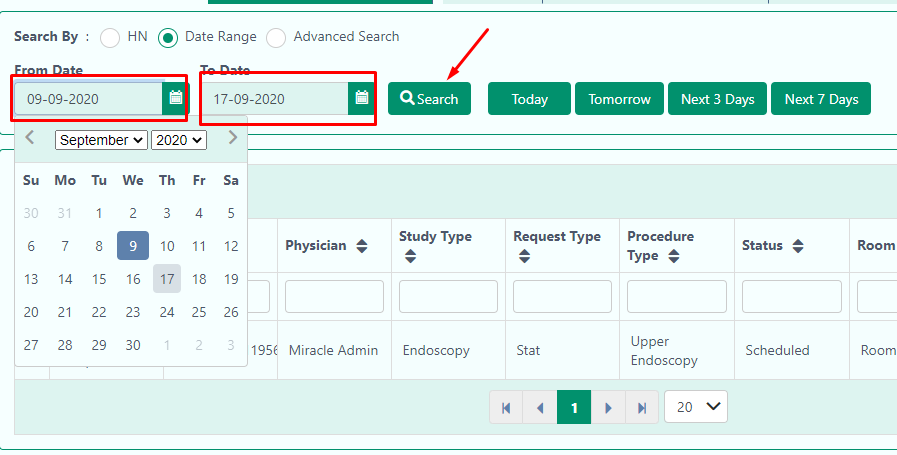 Search By : HN Date Range Advanced Search
From Date To Date
09-09-2020 17-09-2020 Search Today Tomorrow Next 3 Days Next 7 Days
September 2020
Su Mo Tu We Th Fr Sa
30 31 1 2 3 4 5
6 7 8 9 10 11 12
13 14 15 16 17 18 19
20 21 22 23 24 25 26
27 28 29 30 1 2 3
Physician Study Type Request Type Procedure Type Status Room
1956 Miracle Admin Endoscopy Stat Upper Endoscopy Scheduled Room
1 20